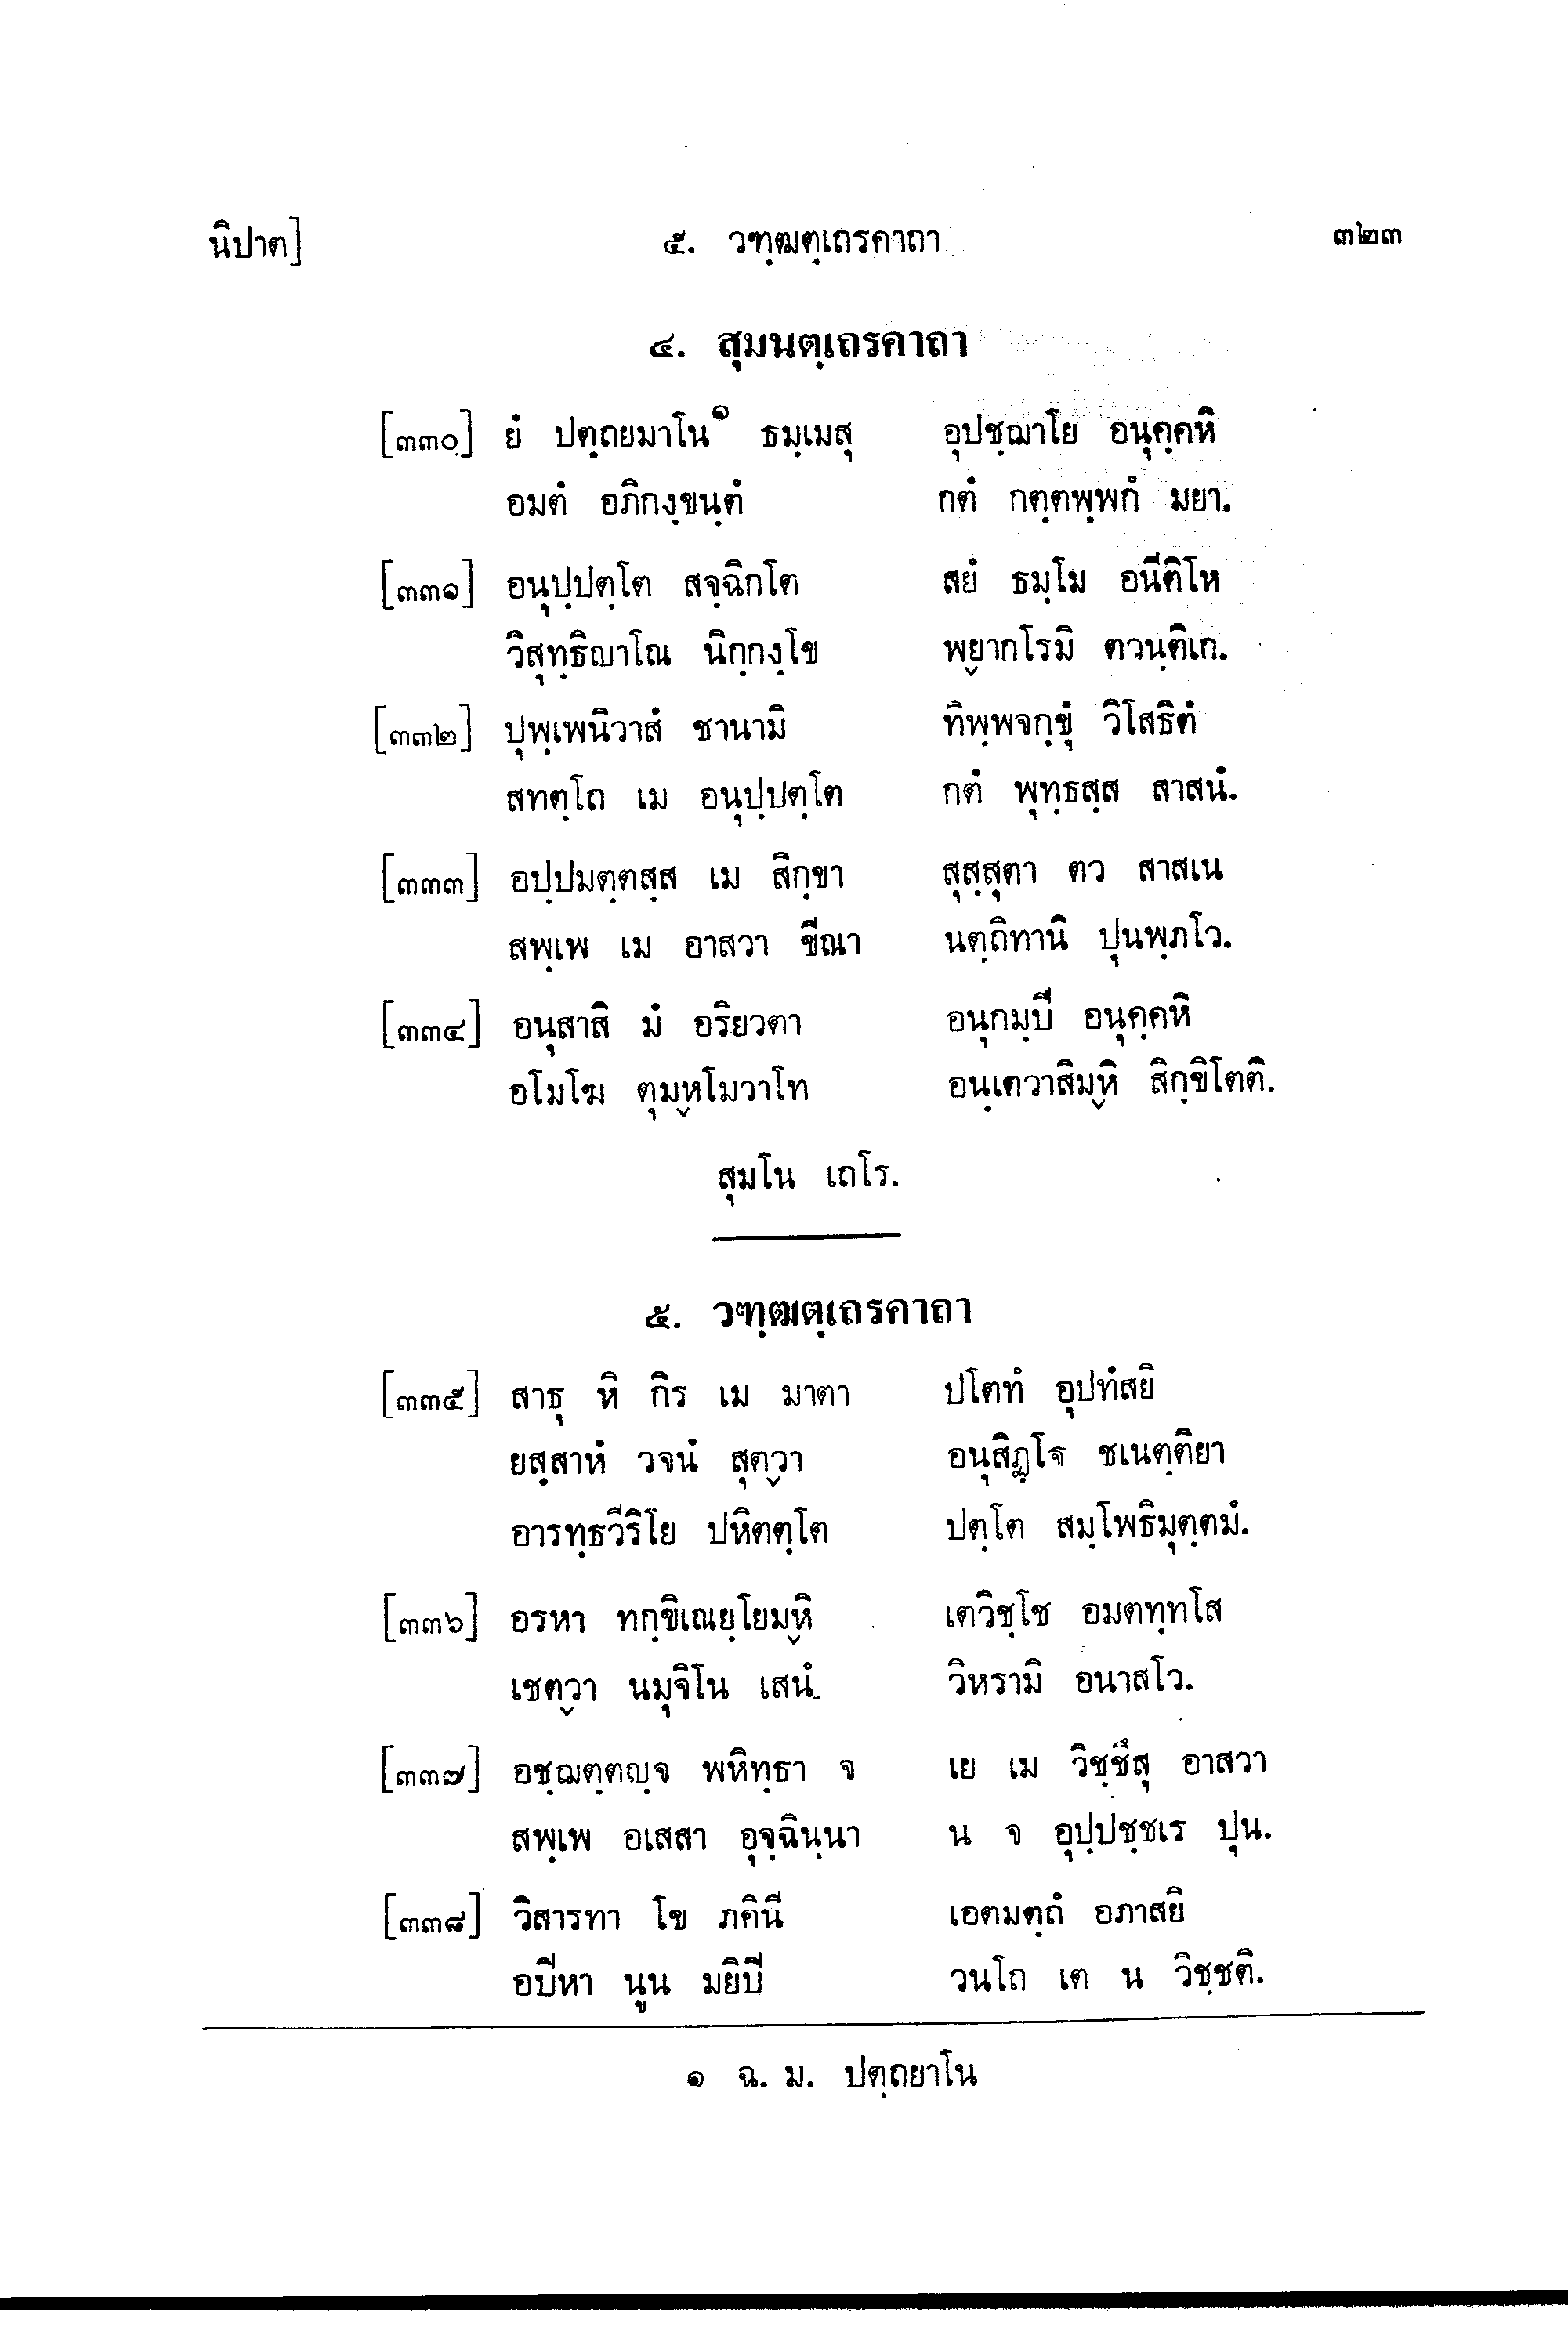 นิปาต] ๕. วฑฺฒตฺเถรคาถา ๓๒๓
๔. สุมนตฺเถรคาถา
[๓๓๐] ยํ ปตฺถยมาโน๑ ธมฺเมสุ อุปชฺฌาโย อนุคฺคหิ
อมตํ อภิกงฺขนฺตํ กตํ กตฺตพฺพกํ มยา.
[๓๓๑] อนุปฺปตฺโต สจฺฉิกโต สยํ ธมฺโม อนีติโห
วิสุทฺธิญาโณ นิกฺกงฺโข พฺยากโรมิ ตวนฺติเก.
[๓๓๒] ปุพฺเพนิวาสํ ชานามิ ทิพฺพจกฺขุํ วิโสธิตํ
สทตฺโถ เม อนุปฺปตฺโต กตํ พุทฺธสฺส สาสนํ.
[๓๓๓] อปฺปมตฺตสฺส เม สิกฺขา สุสฺสุตา ตว สาสเน
สพฺเพ เม อาสวา ขีณา นตฺถิทานิ ปุนพฺภโว.
[๓๓๔] อนุสาสิ มํ อริยวตา อนุกมฺปี อนุคฺคหิ
อโมโฆ ตุมฺหโมวาโท อนฺเตวาสิมฺหิ สิกฺขิโตติ.
สุมโน เถโร.
๕. วฑฺฒตฺเถรคาถา
[๓๓๕] สาธุ หิ กิร เม มาตา ปโตทํ อุปทํสยิ
ยสฺสาหํ วจนํ สุตฺวา อนุสิฏฺโฐ ชเนตฺติยา
อารทฺธวีริโย ปหิตตฺโต ปตฺโต สมฺโพธิมุตฺตมํ.
[๓๓๖] อรหา ทกฺขิเณยฺโยมฺหิ เตวิชฺโช อมตทฺทโส
เชตฺวา นมุจิโน เสนํ วิหรามิ อนาสโว.
[๓๓๗] อชฺฌตฺตญฺจ พหิทฺธา จ เย เม วิชฺชึสุ อาสวา
สพฺเพ อเสสา อุจฺฉินฺนา น จ อุปฺปชฺชเร ปุน.
[๓๓๘] วิสารทา โข ภคินี เอตมตฺถํ อภาสยิ
อปีหา นูน มยิปี วนโถ เต น วิชฺชติ.
๑ ฉ. ม. ปตฺถยาโน